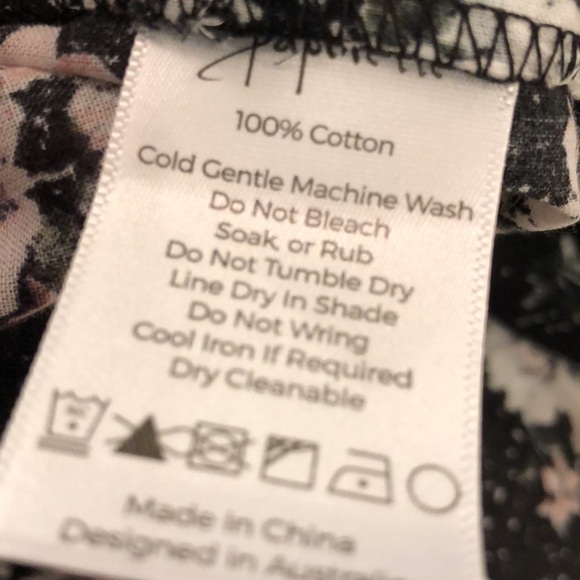 100% Cotton
Cold Gentle Machine Wash
Do Not Bleach
Soak or Rub
Do Not Tumble Dry
Line Dry In Shade
Do Not Wring
Cool Iron If Required
Dry Cleanable
Made in China
Designed in Australia